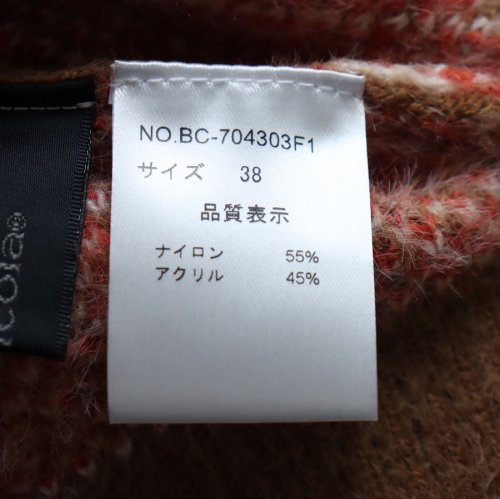 NO.BC-704303F1
サイズ 38
品質表示
ナイロン 55%
アクリル 45%
cola®